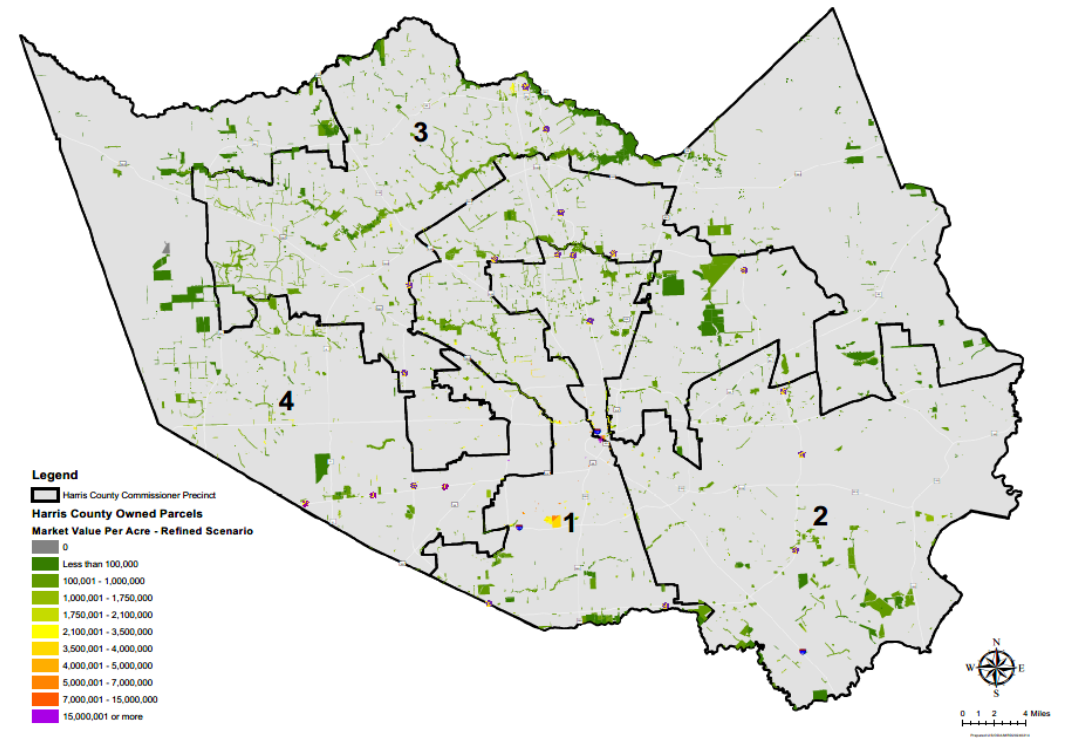 3
4
1
2
Legend
Harris County Commissioner Precinct
Harris County Owned Parcels
Market Value Per Acre - Refined Scenario
0
Less than 100,000
100,001 - 1,000,000
1,000,001 - 1,750,000
1,750,001 - 2,100,000
2,100,001 - 3,500,000
3,500,001 - 4,000,000
4,000,001 - 5,000,000
5,000,001 - 7,000,000
7,000,001 - 15,000,000
15,000,001 or more
N
W E
S
0 1 2 4 Miles